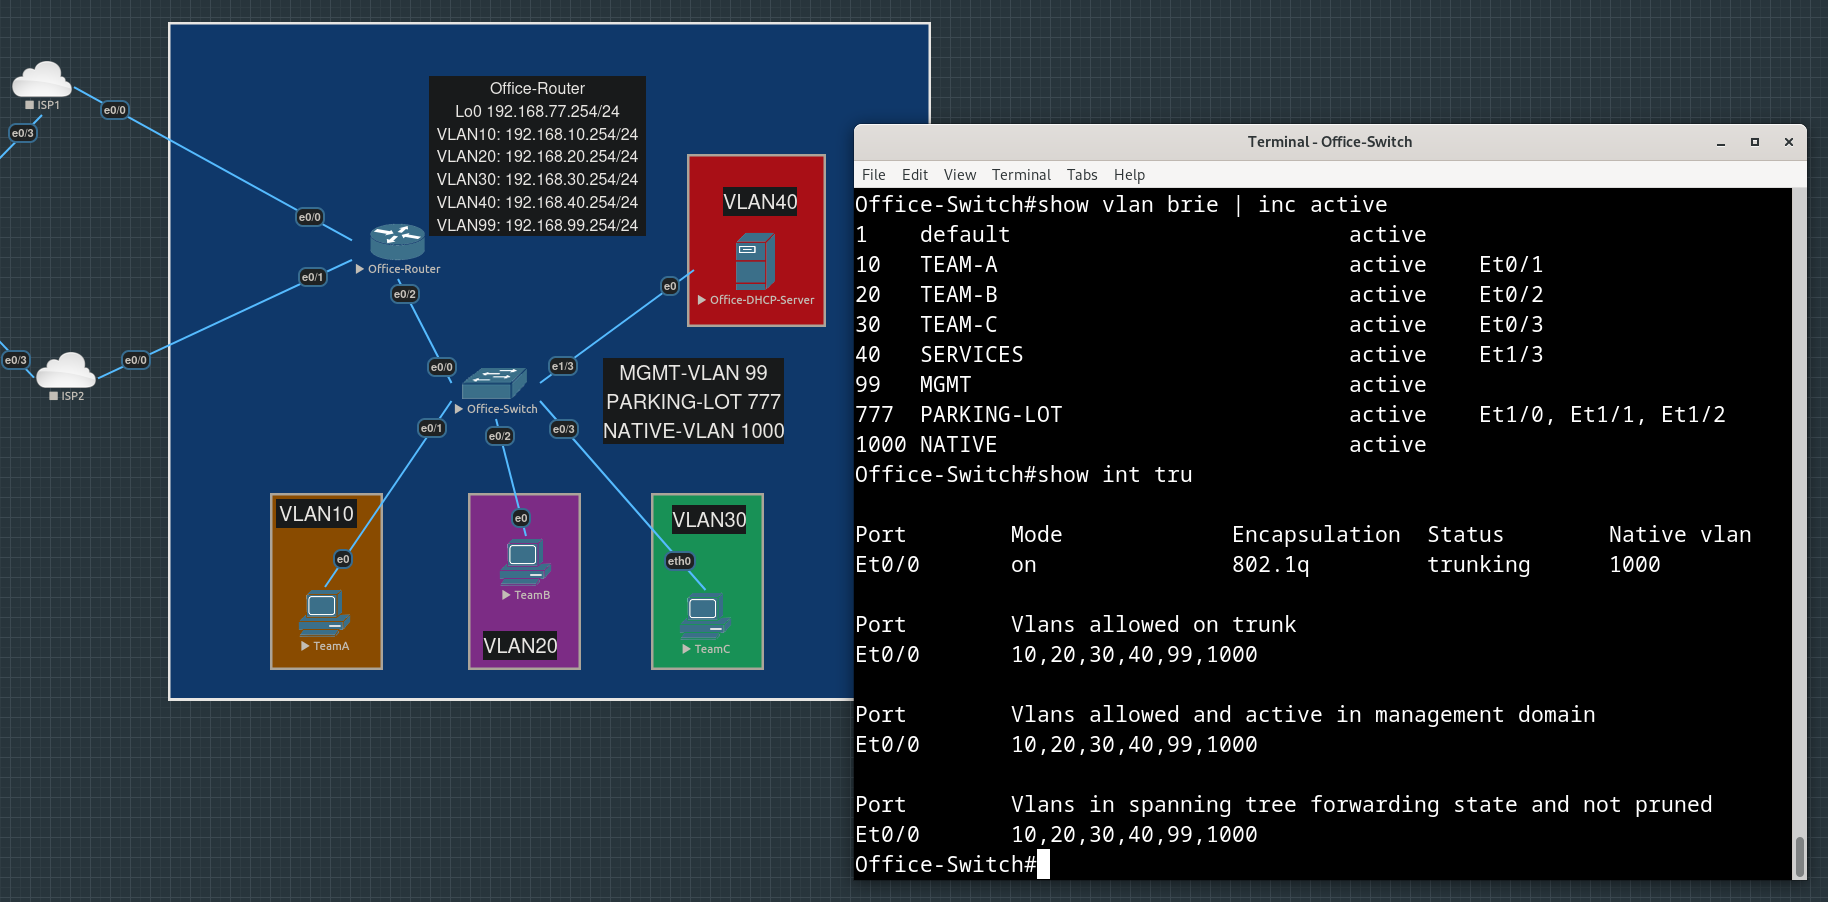 ISP1
e0/0
e0/3
Office-Router
Lo0 192.168.77.254/24
VLAN10: 192.168.10.254/24
VLAN20: 192.168.20.254/24
VLAN30: 192.168.30.254/24
VLAN40: 192.168.40.254/24
VLAN99: 192.168.99.254/24
e0/0
Office-Router
e0/1
e0/2
VLAN40
Office-DHCP-Server
e0
e0/3
e0/0
ISP2
e0/0
e1/3
Office-Switch
e0/1
e0/2
e0/3
MGMT-VLAN 99
PARKING-LOT 777
NATIVE-VLAN 1000
VLAN10
e0
TeamA
e0
TeamB
VLAN20
VLAN30
eth0
TeamC
Terminal - Office-Switch
File Edit View Terminal Tabs Help
Office-Switch#show vlan brie | inc active
1 default active
10 TEAM-A active Et0/1
20 TEAM-B active Et0/2
30 TEAM-C active Et0/3
40 SERVICES active Et1/3
99 MGMT active
777 PARKING-LOT active Et1/0, Et1/1, Et1/2
1000 NATIVE active
Office-Switch#show int tru
Port Mode Encapsulation Status Native vlan
Et0/0 on 802.1q trunking 1000
Port Vlans allowed on trunk
Et0/0 10,20,30,40,99,1000
Port Vlans allowed and active in management domain
Et0/0 10,20,30,40,99,1000
Port Vlans in spanning tree forwarding state and not pruned
Et0/0 10,20,30,40,99,1000
Office-Switch#